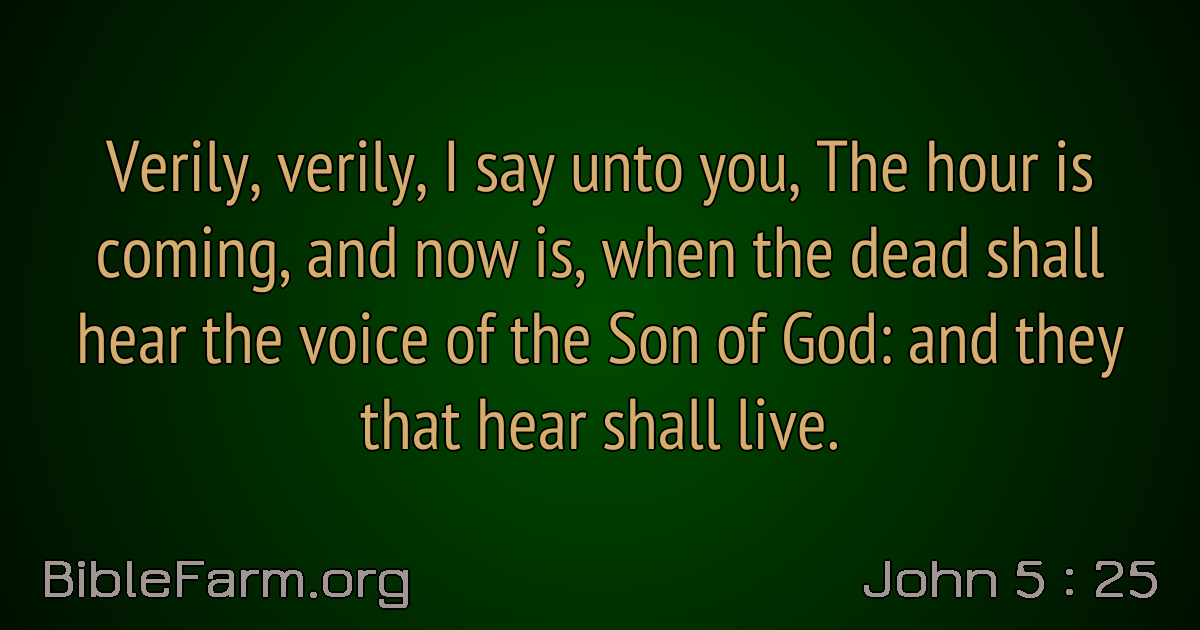 Verily, verily, I say unto you, The hour is
coming, and now is, when the dead shall
hear the voice of the Son of God: and they
that hear shall live.
BibleFarm.org
John 5 : 25